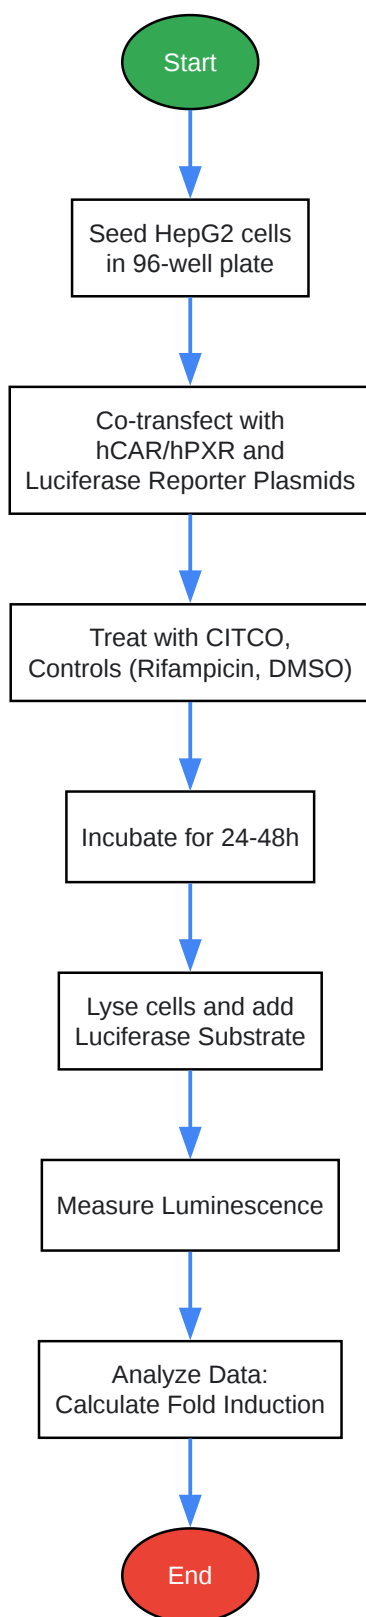 Start
Seed HepG2 cells
in 96-well plate
Co-transfect with
hCAR/hPXR and
Luciferase Reporter Plasmids
Treat with CITCO,
Controls (Rifampicin, DMSO)
Incubate for 24-48h
Lyse cells and add
Luciferase Substrate
Measure Luminescence
Analyze Data:
Calculate Fold Induction
End